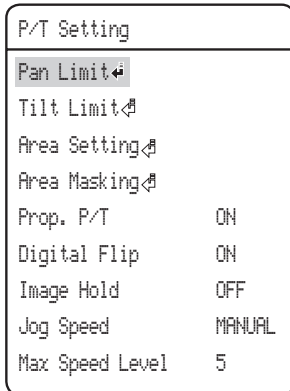 P/T Setting
Pan Limit↵
Tilt Limit↵
Area Setting↵
Area Masking↵
Prop. P/T ON
Digital Flip ON
Image Hold OFF
Jog Speed MANUAL
Max Speed Level 5